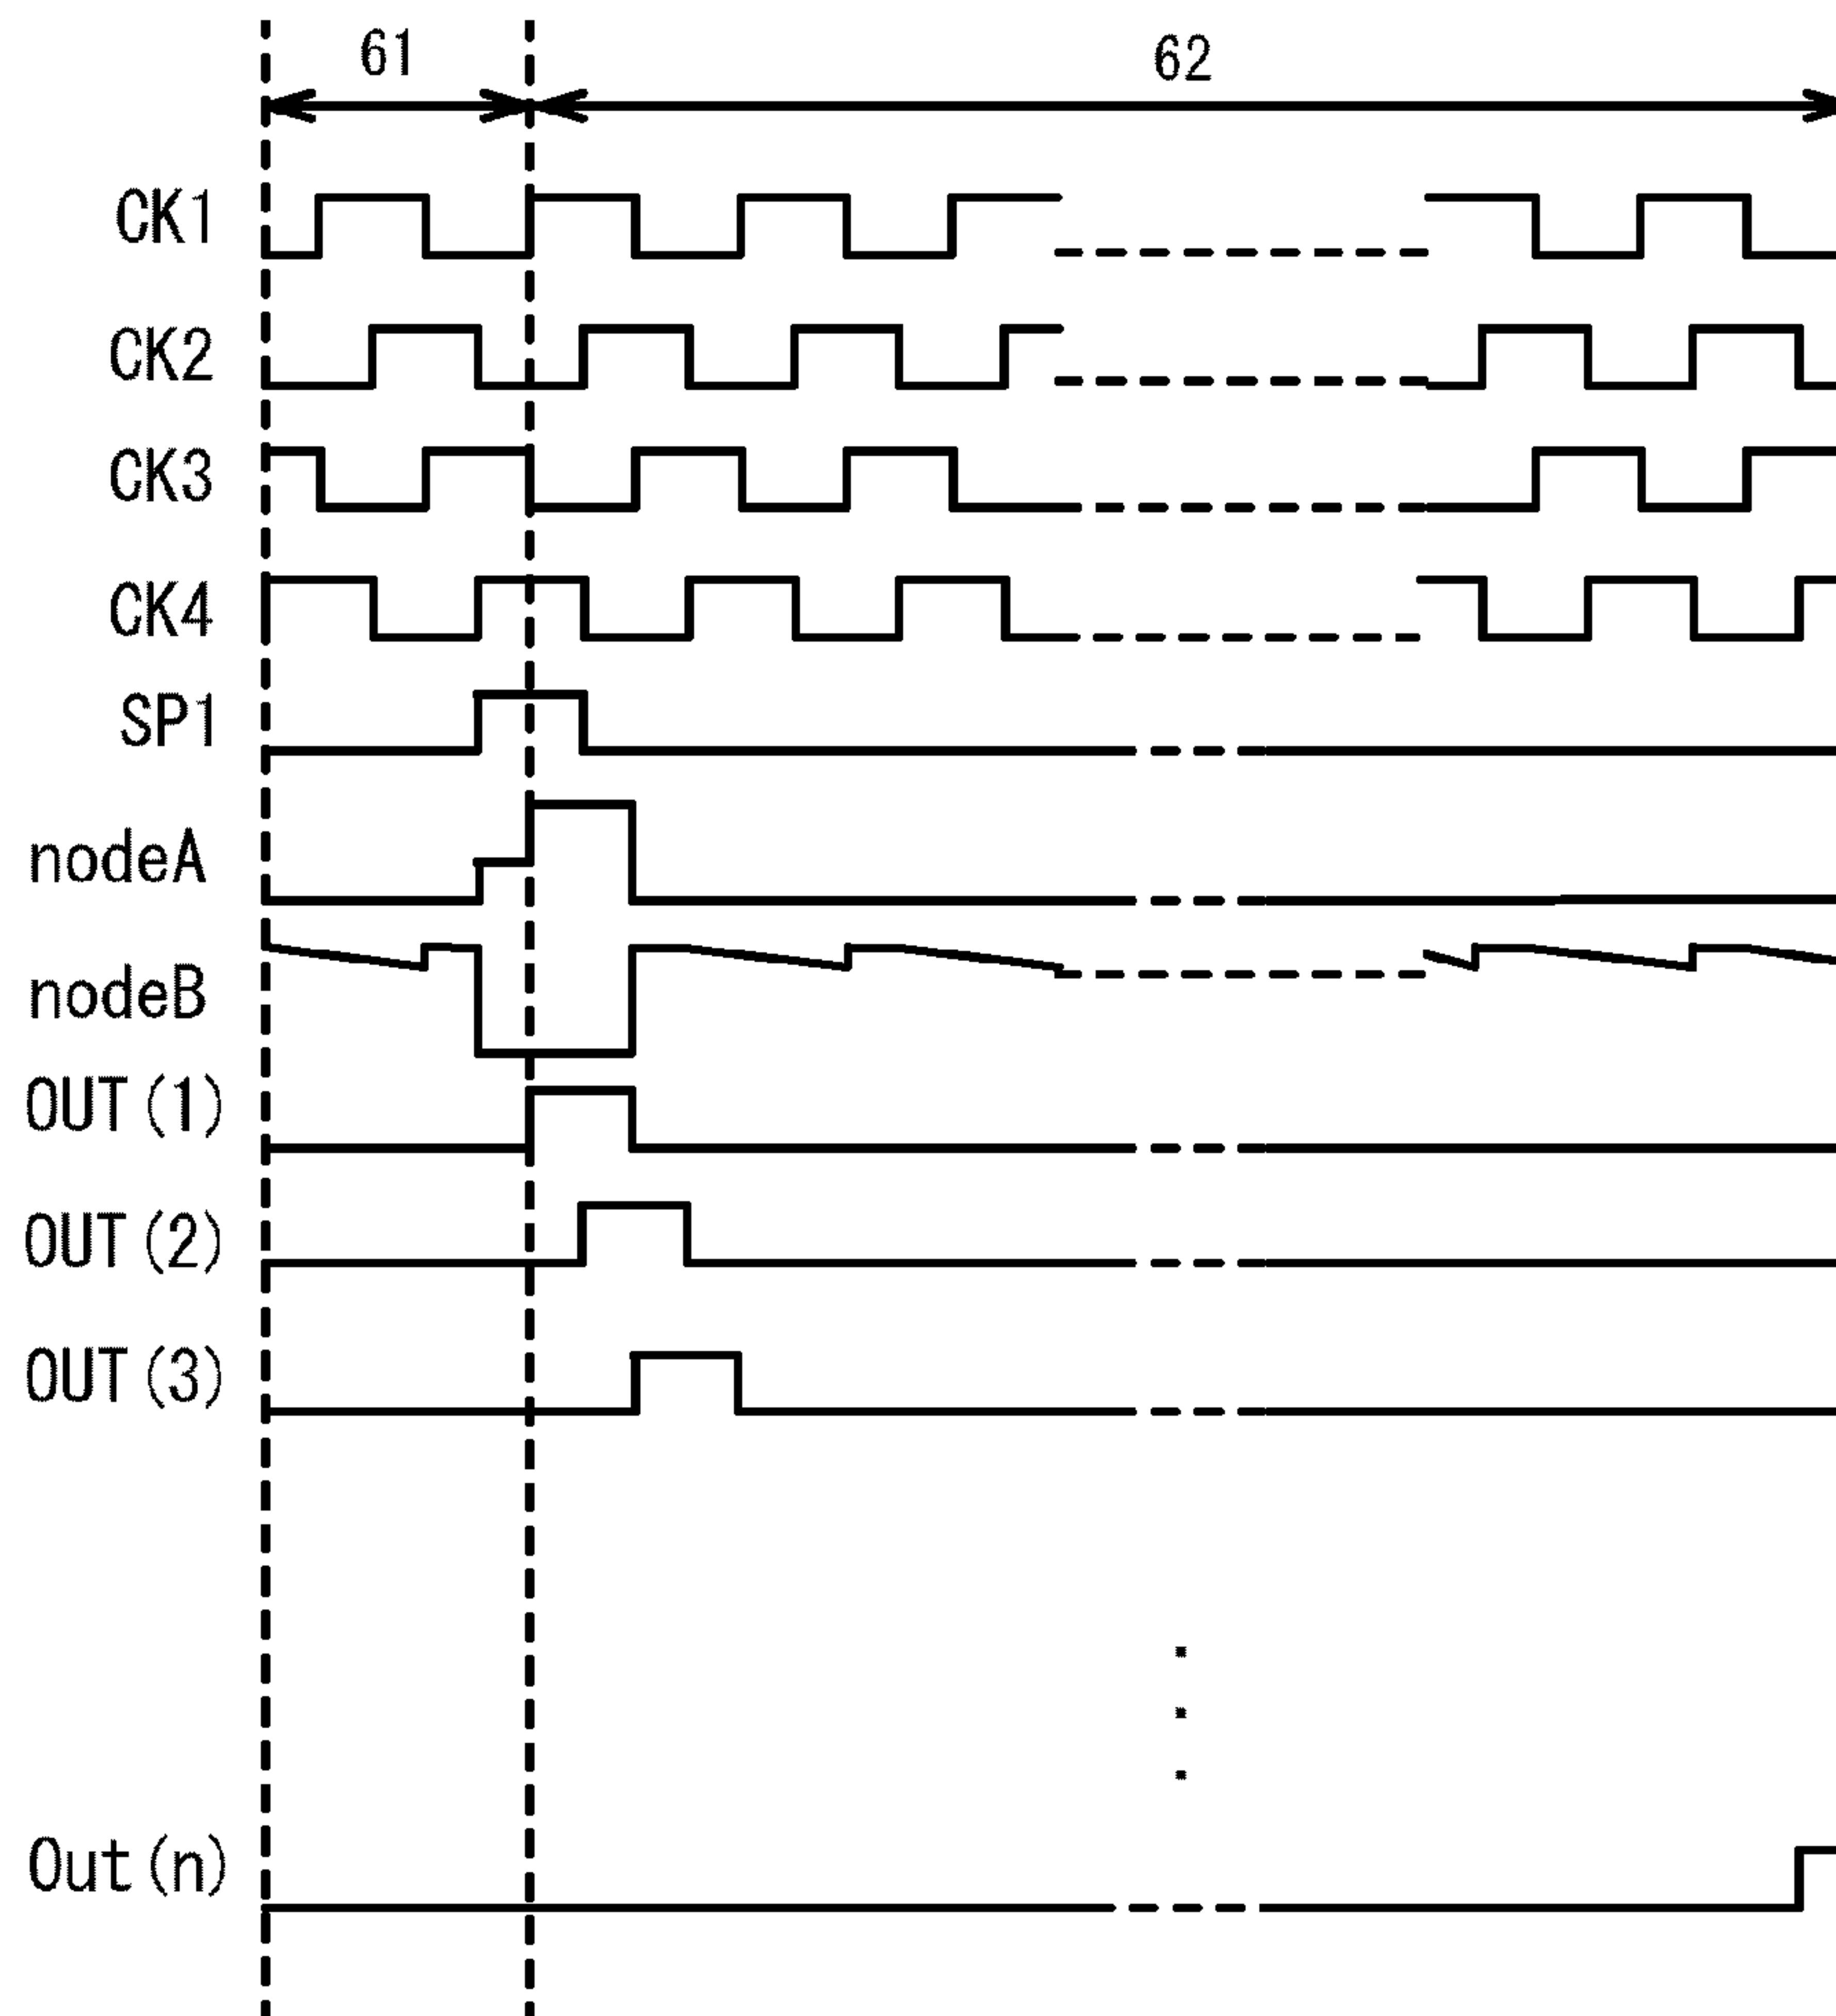 61
62
CK1
CK2
CK3
CK4
SP1
nodeA
nodeB
OUT(1)
OUT(2)
OUT(3)
Out(n)